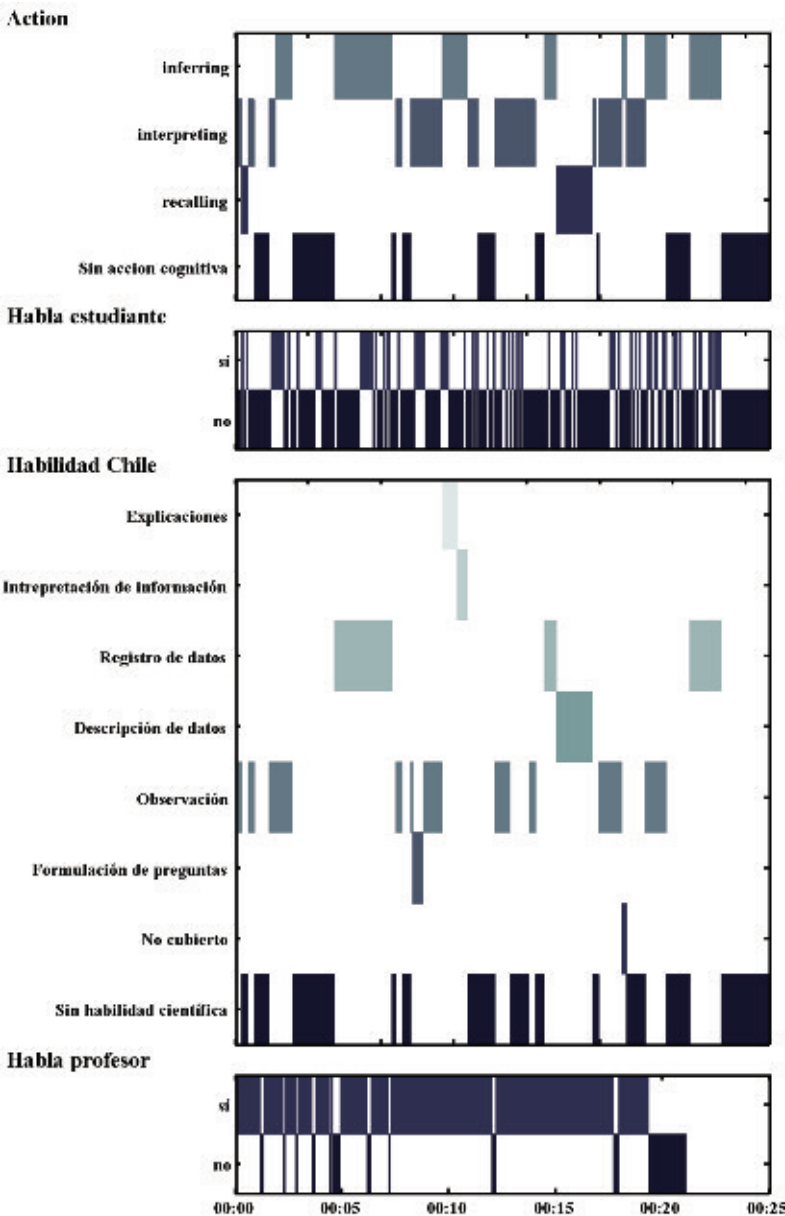 Action
inferring
interpreting
recalling
Sin accion cognitiva
Habla estudiante
si
no
Habilidad Chile
Explicaciones
Intrepretación de información
Registro de datos
Descripción de datos
Observación
Formulación de preguntas
No cubierto
Sin habilidad científica
Habla profesor
si
no
00:00 00:05 00:10 00:15 00:20 00:25